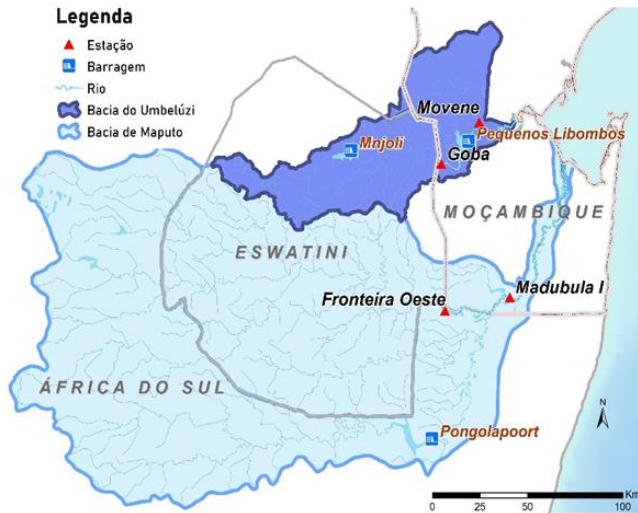 Legenda
Estação
Barragem
Rio
Bacia do Umbelúzi
Bacia de Maputo
Movene
Pequenos Libombos
Mnjoli
Goba
MOÇAMBIQUE
ESWATINI
Madubula I
Fronteira Oeste
ÁFRICA DO SUL
N
Pongolapoort
Km
0 25 50 100